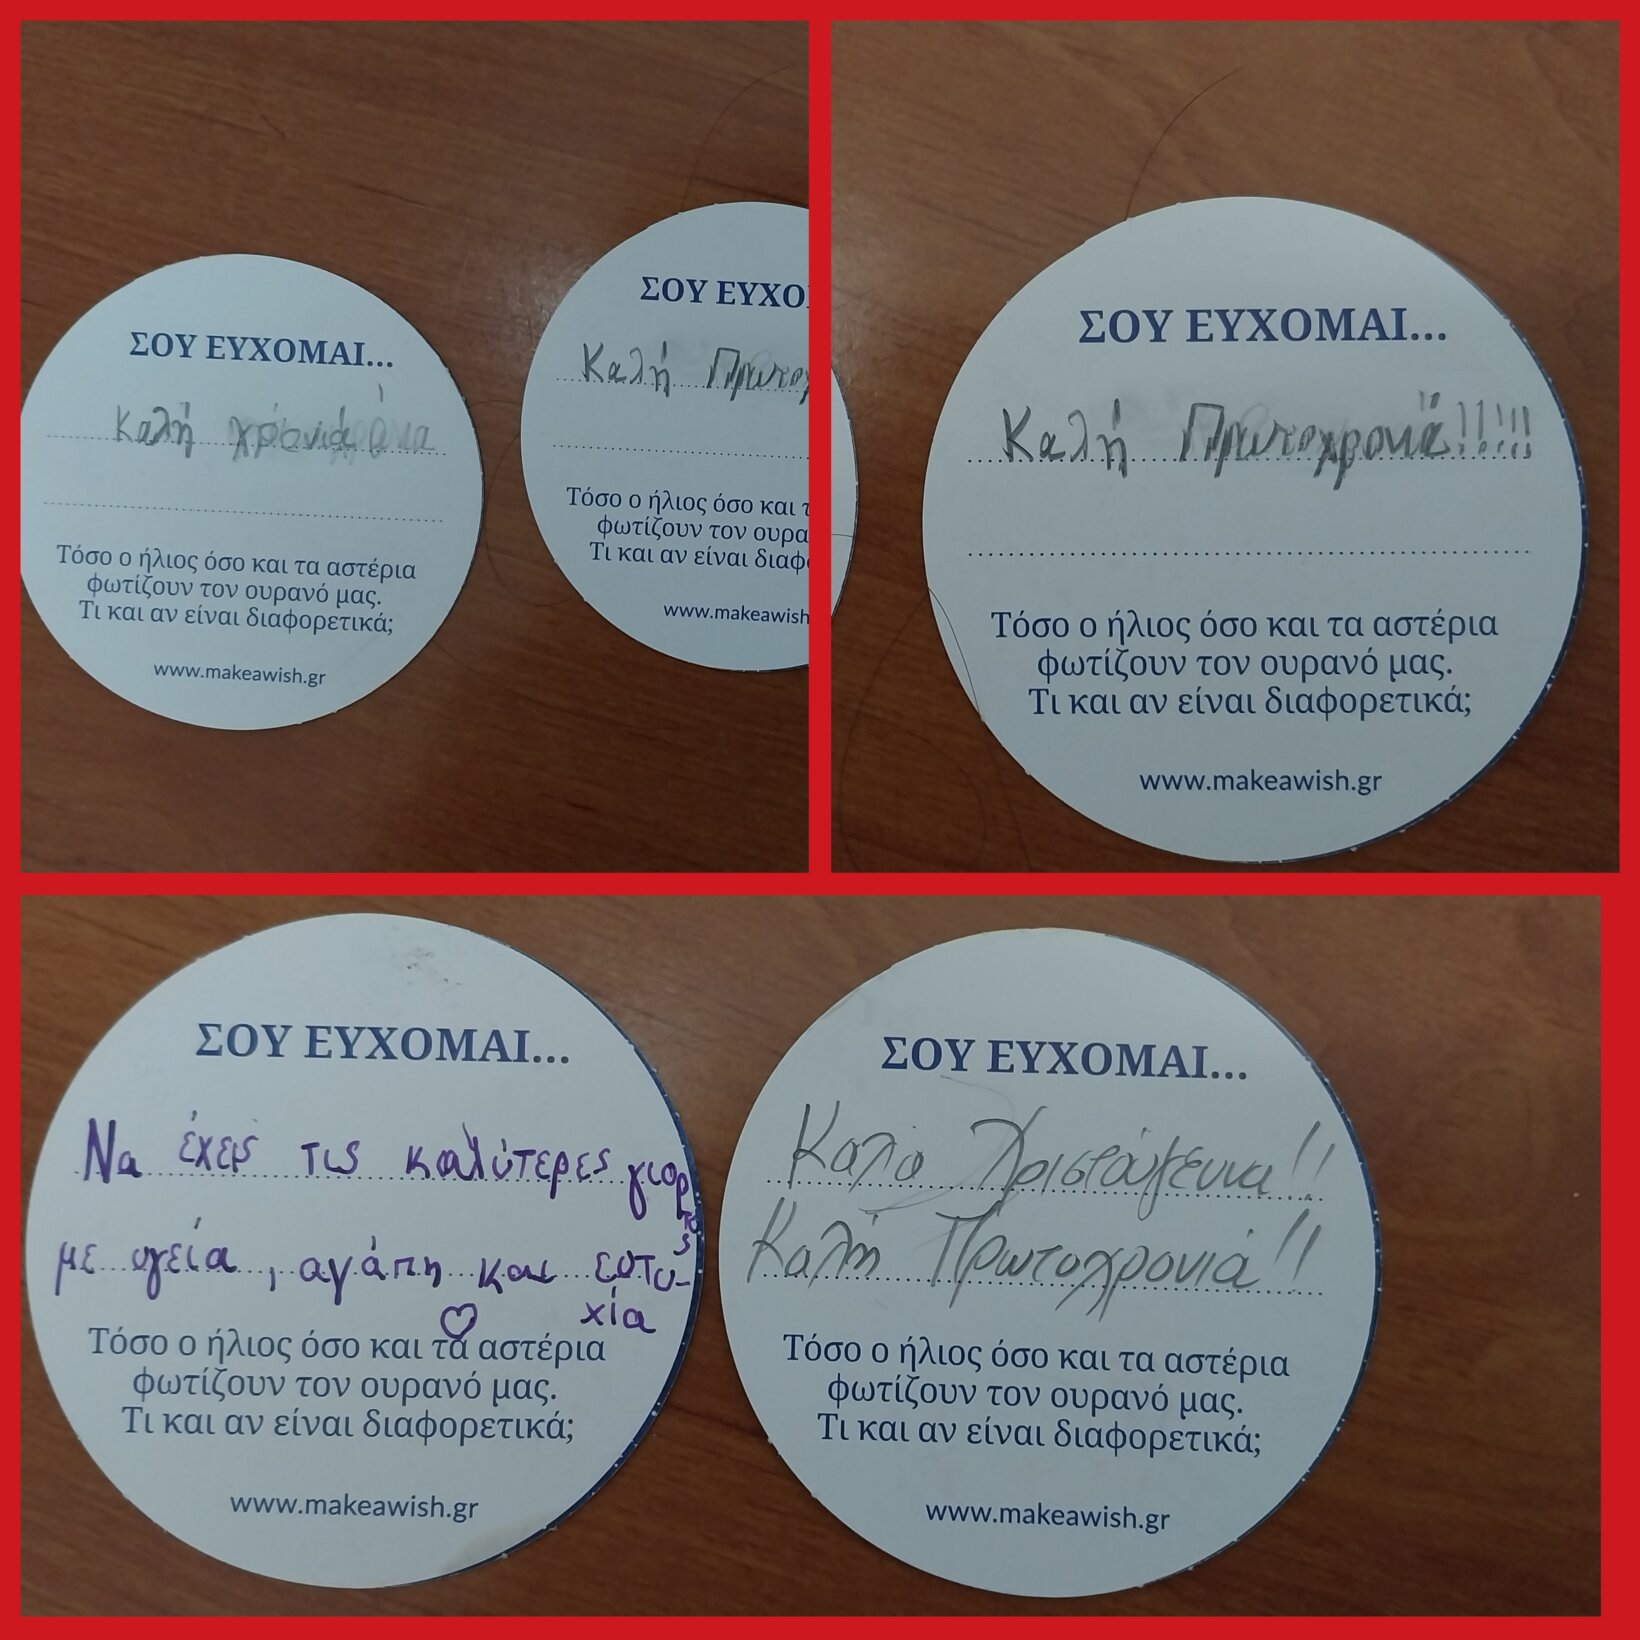 ΣΟΥ ΕΥΧΟΜΑΙ...
Καλή χρονιά
Τόσο ο ήλιος όσο και τα αστέρια
φωτίζουν τον ουρανό μας.
Τι και αν είναι διαφορετικά;
www.makeawish.gr
ΣΟΥ ΕΥΧΟ
Καλή Πρωτοχ
Τόσο ο ήλιος όσο και τ
φωτίζουν τον ουρα
Τι και αν είναι διαφ
www.makeawish
ΣΟΥ ΕΥΧΟΜΑΙ...
Καλή Πρωτοχρονιά!!!!!
Τόσο ο ήλιος όσο και τα αστέρια
φωτίζουν τον ουρανό μας.
Τι και αν είναι διαφορετικά;
www.makeawish.gr
ΣΟΥ ΕΥΧΟΜΑΙ...
Να έχεις τις καλύτερες γιορτές
με υγεία, αγάπη και ευτυ-
χία
Τόσο ο ήλιος όσο και τα αστέρια
φωτίζουν τον ουρανό μας.
Τι και αν είναι διαφορετικά;
www.makeawish.gr
ΣΟΥ ΕΥΧΟΜΑΙ...
Καλά Χριστούγεννα!!
Καλή Πρωτοχρονιά!!
Τόσο ο ήλιος όσο και τα αστέρια
φωτίζουν τον ουρανό μας.
Τι και αν είναι διαφορετικά;
www.makeawish.gr